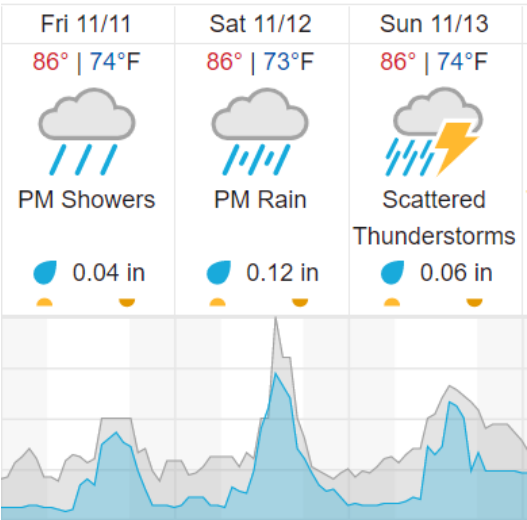 Fri 11/11
Sat 11/12
Sun 11/13
86° | 74°F
86° | 73°F
86° | 74°F
PM Showers
PM Rain
Scattered
Thunderstorms
0.04 in
0.12 in
0.06 in